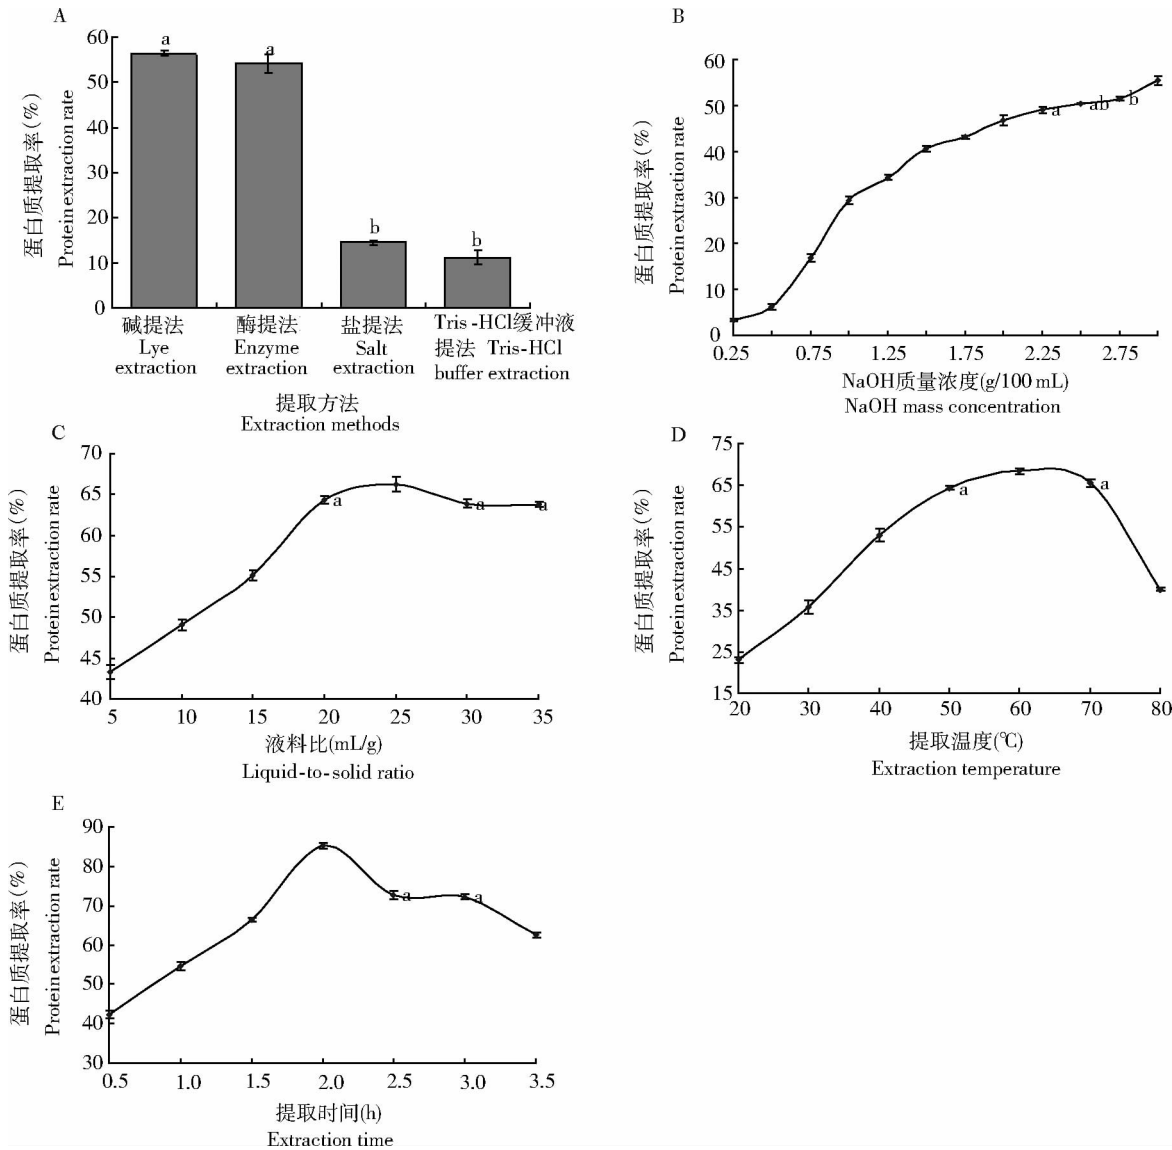 A
蛋白质提取率(%)
Protein extraction rate
60
50
40
30
20
10
0
a
a
b
b
碱提法
Lye
extraction
酶提法
Enzyme
extraction
盐提法
Salt
extraction
Tris-HCl缓冲液
提法 Tris-HCl
buffer extraction
提取方法
Extraction methods
B
蛋白质提取率(%)
Protein extraction rate
60
50
40
30
20
10
0
a
ab
b
0.25 0.75 1.25 1.75 2.25 2.75
NaOH质量浓度(g/100 mL)
NaOH mass concentration
C
蛋白质提取率(%)
Protein extraction rate
70
65
60
55
50
45
40
a
a
a
5 10 15 20 25 30 35
液料比(mL/g)
Liquid-to-solid ratio
D
蛋白质提取率(%)
Protein extraction rate
75
65
55
45
35
25
15
a
a
20 30 40 50 60 70 80
提取温度(℃)
Extraction temperature
E
蛋白质提取率(%)
Protein extraction rate
90
80
70
60
50
40
30
a
a
0.5 1.0 1.5 2.0 2.5 3.0 3.5
提取时间(h)
Extraction time